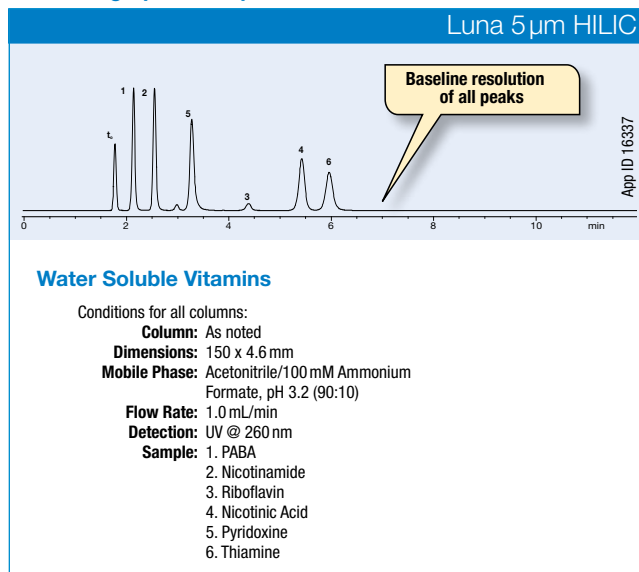 Luna 5 µm HILIC
Baseline resolution
of all peaks
App ID 16337
tₒ
1
2
5
3
4
6
0 2 4 6 8 10 min
Water Soluble Vitamins
Conditions for all columns:
Column: As noted
Dimensions: 150 x 4.6 mm
Mobile Phase: Acetonitrile/100 mM Ammonium
Formate, pH 3.2 (90:10)
Flow Rate: 1.0 mL/min
Detection: UV @ 260 nm
Sample: 1. PABA
2. Nicotinamide
3. Riboflavin
4. Nicotinic Acid
5. Pyridoxine
6. Thiamine